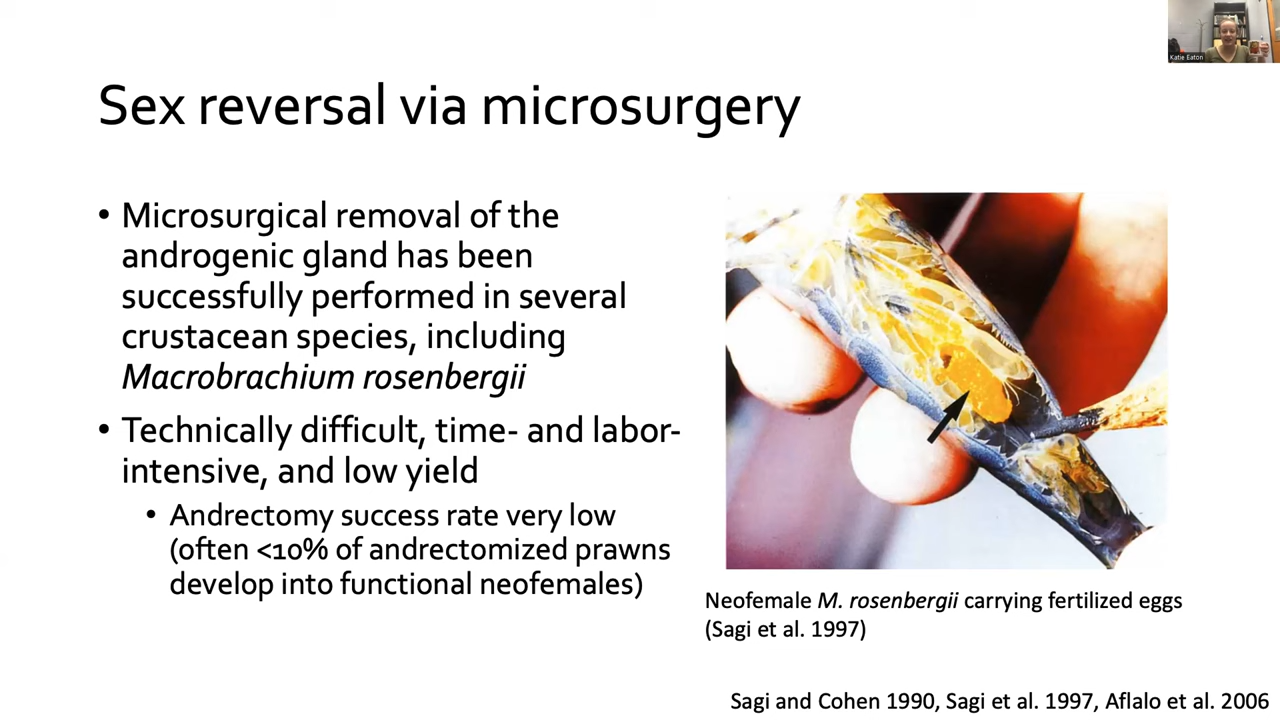 Katie Eaton
Sex reversal via microsurgery
• Microsurgical removal of the
androgenic gland has been
successfully performed in several
crustacean species, including
Macrobrachium rosenbergii
• Technically difficult, time- and labor-
intensive, and low yield
• Andrectomy success rate very low
(often <10% of andrectomized prawns
develop into functional neofemales)
Neofemale M. rosenbergii carrying fertilized eggs
(Sagi et al. 1997)
Sagi and Cohen 1990, Sagi et al. 1997, Aflalo et al. 2006